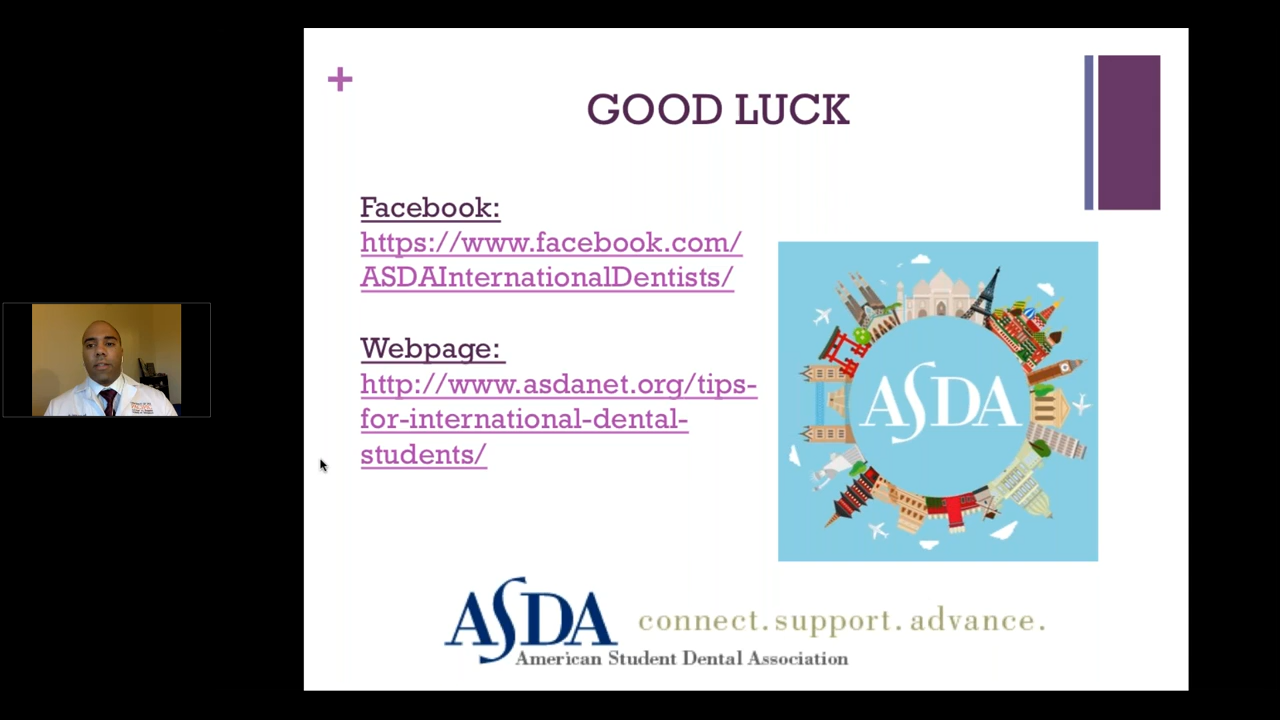 +
GOOD LUCK
Facebook:
https://www.facebook.com/
ASDAInternationalDentists/
Webpage:
http://www.asdanet.org/tips-
for-international-dental-
students/
ASDA
ASDA connect. support. advance.
American Student Dental Association